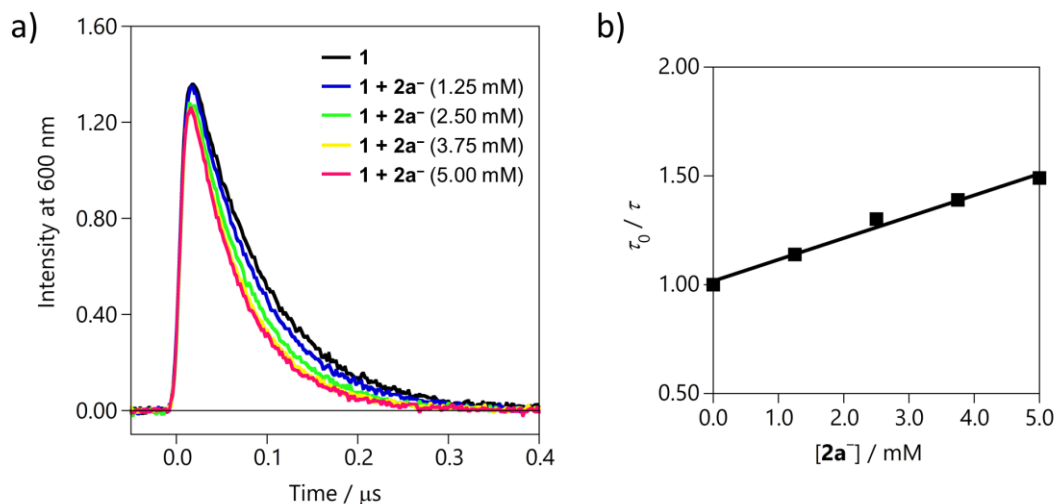 a)
1.60
1.20
0.80
0.40
0.00
Intensity at 600 nm
1
1 + 2a⁻ (1.25 mM)
1 + 2a⁻ (2.50 mM)
1 + 2a⁻ (3.75 mM)
1 + 2a⁻ (5.00 mM)
0.0 0.1 0.2 0.3 0.4
Time / μs
b)
2.00
1.50
1.00
0.50
τ₀ / τ
0.0 1.0 2.0 3.0 4.0 5.0
[2a⁻] / mM